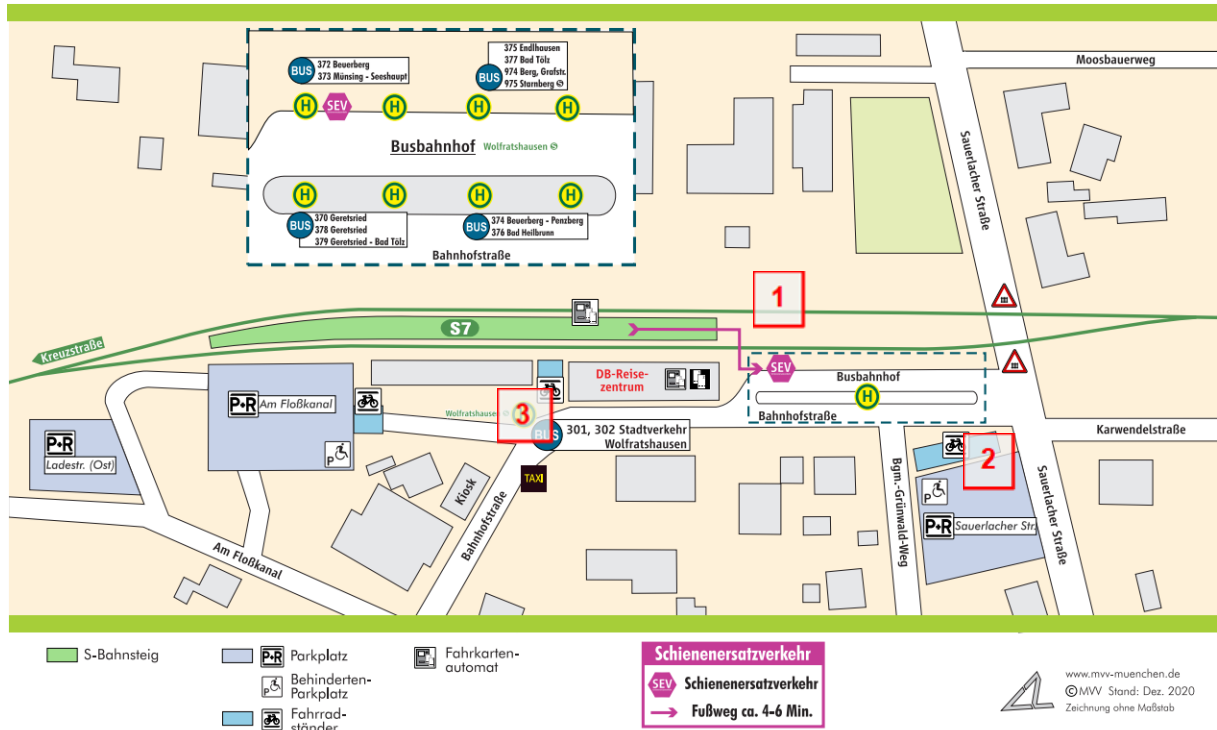 372 Beuerberg
373 Münsing - Seeshaupt
BUS
375 Endlhausen
377 Bad Tölz
974 Berg, Grafstr.
975 Starnberg
BUS
H
SEV
H
H
H
Busbahnhof
Wolfratshausen
H
H
H
H
BUS
370 Geretsried
378 Geretsried
379 Geretsried - Bad Tölz
BUS
374 Beuerberg - Penzberg
376 Bad Heilbrunn
Bahnhofstraße
Moosbauerweg
Sauerlacher Straße
1
S7
Kreuzstraße
DB-Reise-
zentrum
SEV
Busbahnhof
H
Bahnhofstraße
Karwendelstraße
P+R
Am Floßkanal
P
P+R
Ladestr. (Ost)
Wolfratshausen
3
BUS
301, 302 Stadtverkehr
Wolfratshausen
TAXI
Kiosk
Bahnhofstraße
Am Floßkanal
Bgm.-Grünwald-Weg
2
P
P+R
Sauerlacher Str.
Sauerlacher Straße
S-Bahnsteig
P+R
Parkplatz
P
Behinderten-
Parkplatz
Fahrrad-
ständer
Fahrkarten-
automat
Schienenersatzverkehr
SEV
Schienenersatzverkehr
Fußweg ca. 4-6 Min.
www.mvv-muenchen.de
© MVV Stand: Dez. 2020
Zeichnung ohne Maßstab